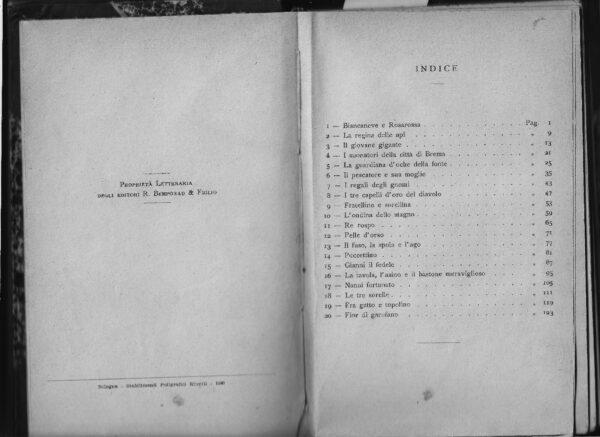 PROPRIETÀ LETTERARIA
DEGLI EDITORI R. BEMPORAD & FIGLIO
Bologna - Stabilimenti Poligrafici Riuniti
INDICE
1 — Biancaneve e Rosarossa Pag. 1
2 — La regina delle api „ 9
3 — Il giovane gigante „ 13
4 — I suonatori della città di Brema „ 21
5 — La guardiana d'oche della fonte „ 25
6 — Il pescatore e sua moglie „ 35
7 — I regali degli gnomi „ 43
8 — I tre capelli d'oro del diavolo „ 47
9 — Fratellino e sorellina „ 53
10 — L'ondina dello stagno „ 59
11 — Re rospo „ 65
12 — Pelle d'orso „ 71
13 — Il fuso, la spola e l'ago „ 77
14 — Poccettino „ 81
15 — Gianni il fedele „ 87
16 — La tavola, l'asino e il bastone meraviglioso „ 95
17 — Nanni fortunato „ 105
18 — Le tre sorelle „ 111
19 — Fra gatto e topolino „ 119
20 — Fior di garofano „ 123